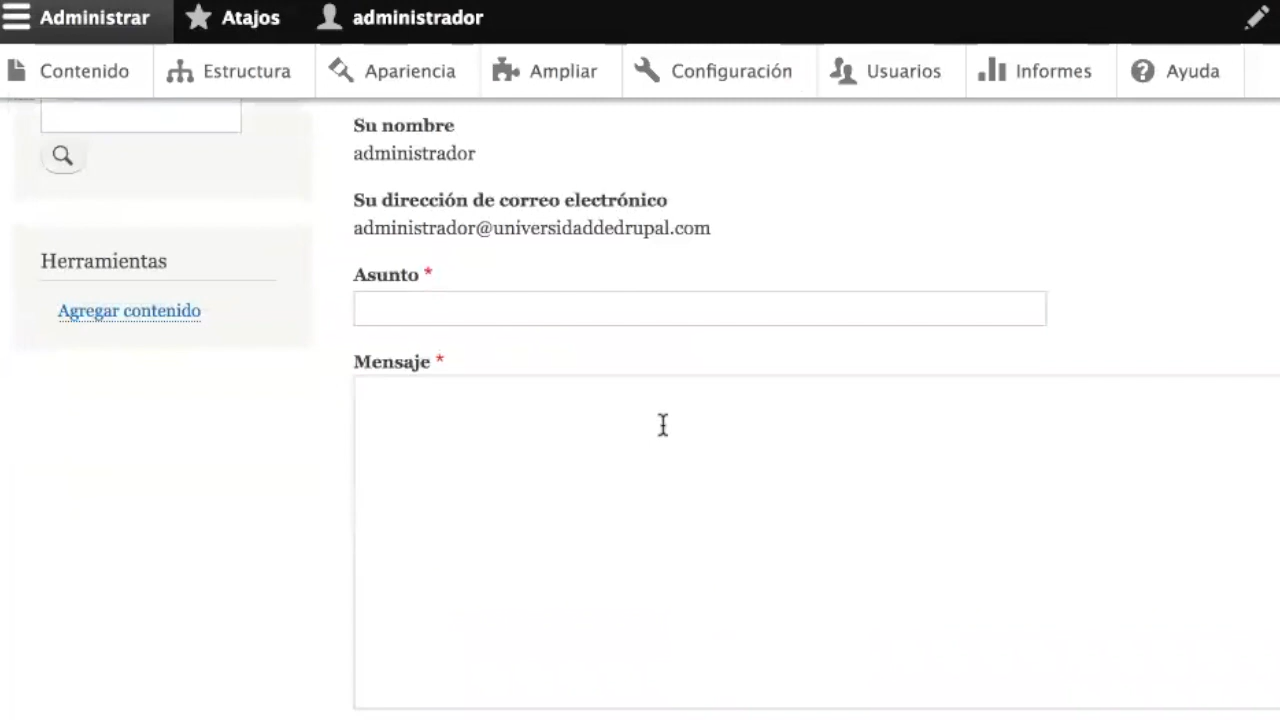 Administrar Atajos administrador
Contenido Estructura Apariencia Ampliar Configuración Usuarios Informes Ayuda
Su nombre
administrador
Su dirección de correo electrónico
administrador@universidaddedrupal.com
Herramientas
Agregar contenido
Asunto *
Mensaje *